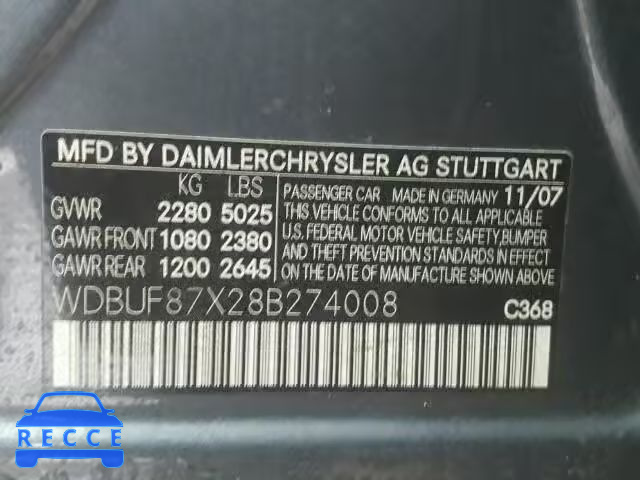 MFD BY DAIMLERCHRYSLER AG STUTTGART
KG LBS
GVWR 2280 5025
GAWR FRONT 1080 2380
GAWR REAR 1200 2645
PASSENGER CAR MADE IN GERMANY 11/07
THIS VEHICLE CONFORMS TO ALL APPLICABLE
U.S. FEDERAL MOTOR VEHICLE SAFETY, BUMPER
AND THEFT PREVENTION STANDARDS IN EFFECT
ON THE DATE OF MANUFACTURE SHOWN ABOVE.
WDBUF87X28B274008
C368
RECCE